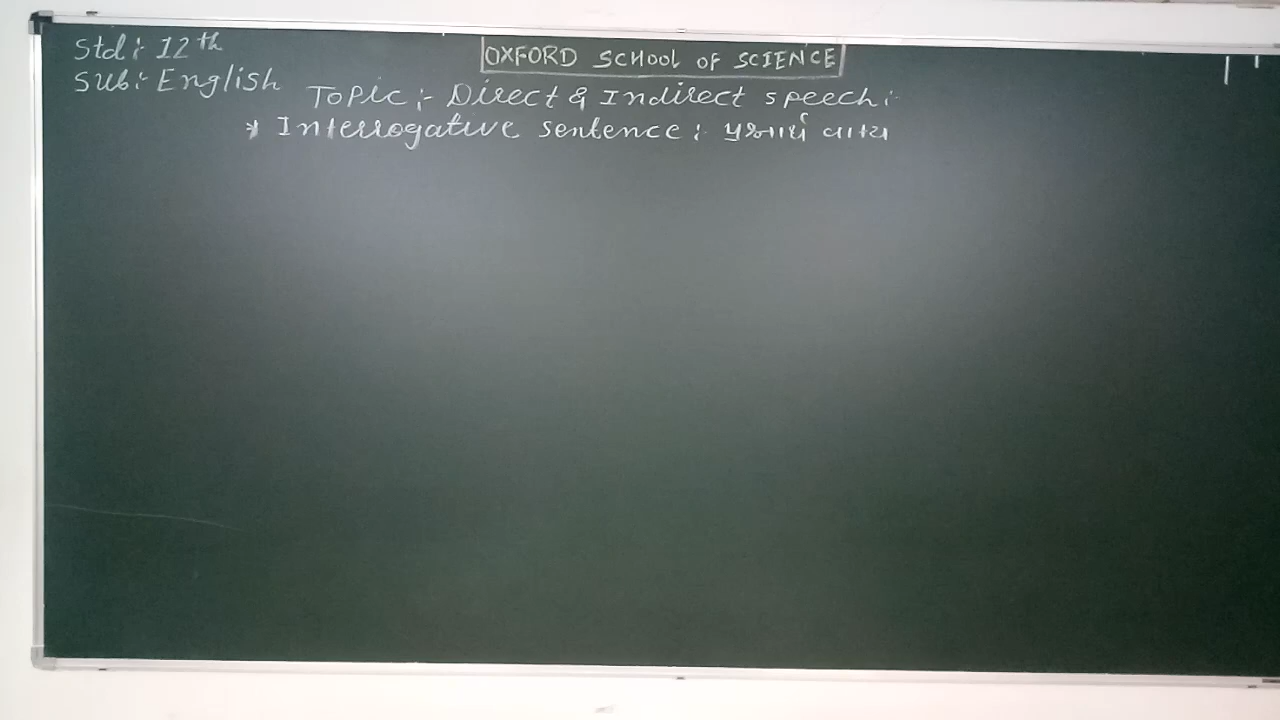 OXFORD SCHOOL OF SCIENCE
Std: 12th
Sub: English
Topic :- Direct & Indirect speech :-
* Interrogative sentence : પ્રશ્નાર્થ વાક્ય